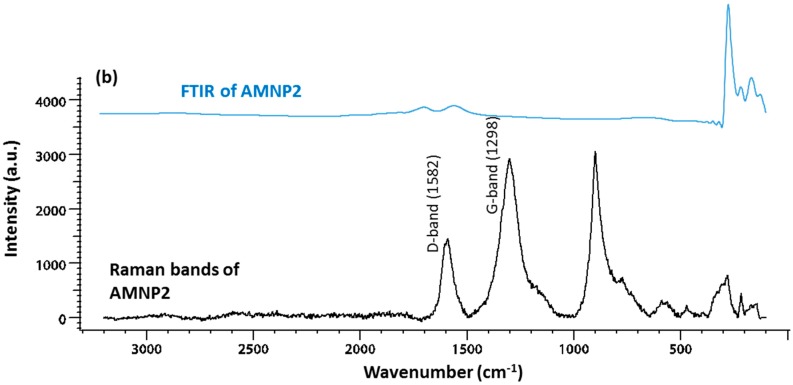 (b)
FTIR of AMNP2
4000
3000
2000
1000
0
Intensity (a.u.)
D-band (1582)
G-band (1298)
Raman bands of
AMNP2
3000 2500 2000 1500 1000 500
Wavenumber (cm-1)